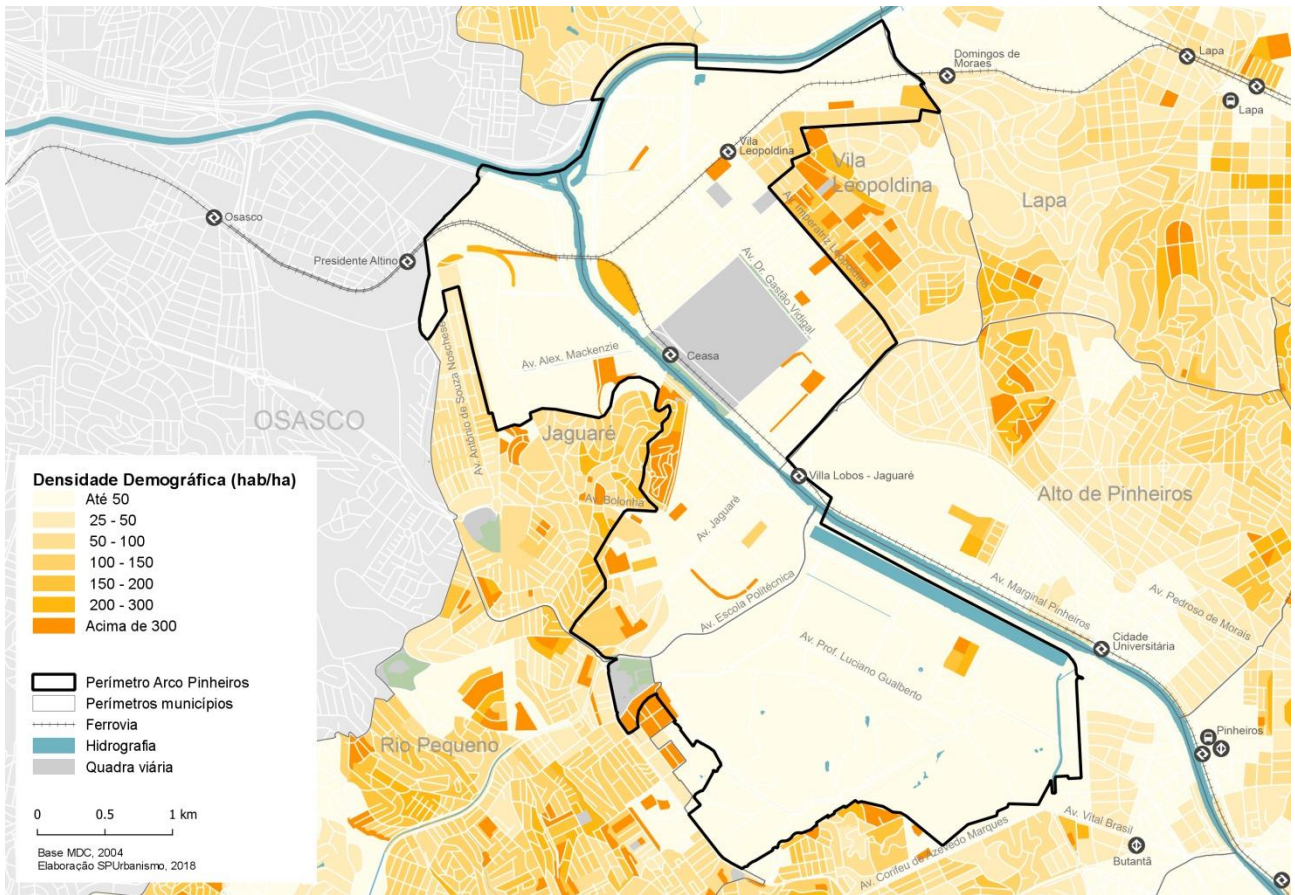 Domingos de
Moraes
Lapa
Lapa
Vila
Leopoldina
Vila
Leopoldina
Lapa
Av. Imperatriz Leopoldina
Osasco
Presidente Altino
Av. Dr. Gastão Vidigal
Av. Antônio de Souza Noschese
Av. Alex. Mackenzie
Ceasa
OSASCO
Jaguaré
Villa Lobos - Jaguaré
Alto de Pinheiros
Av. Bolonha
Av. Jaguaré
Av. Escola Politécnica
Av. Marginal Pinheiros
Av. Pedroso de Morais
Cidade
Universitária
Av. Prof. Luciano Gualberto
Rio Pequeno
Pinheiros
Av. Vital Brasil
Butantã
Av. Corifeu de Azevedo Marques
Densidade Demográfica (hab/ha)
Até 50
25 - 50
50 - 100
100 - 150
150 - 200
200 - 300
Acima de 300
Perímetro Arco Pinheiros
Perímetros municípios
Ferrovia
Hidrografia
Quadra viária
0 0.5 1 km
Base MDC, 2004
Elaboração SPUrbanismo, 2018